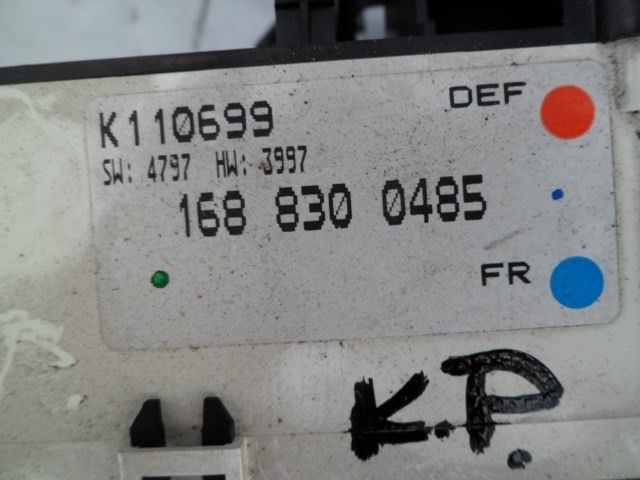 K110699 DEF
SW: 4797 HW: 3997
168 830 0485
FR
K.P.